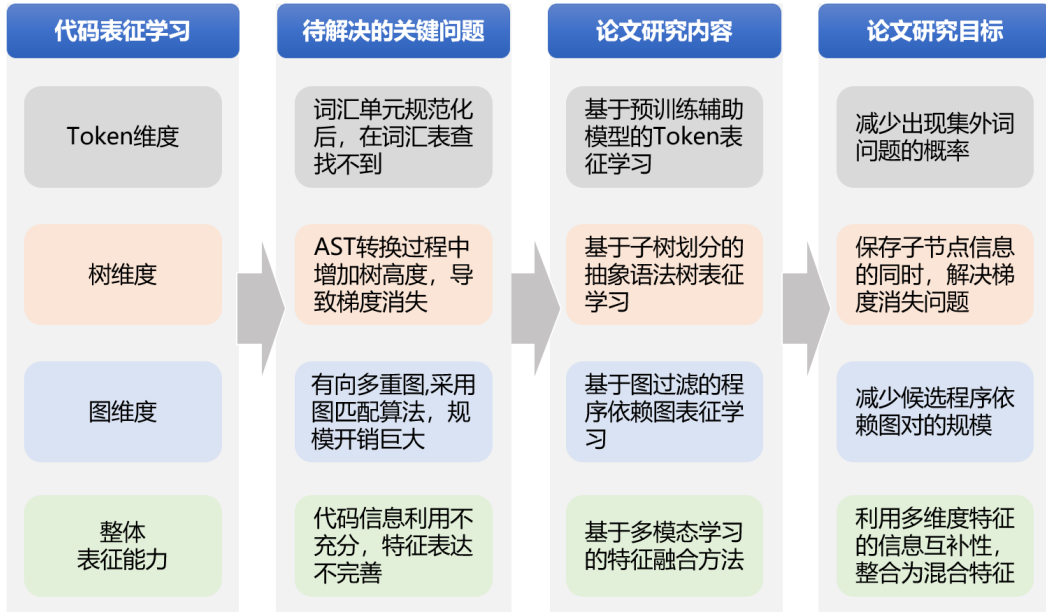 代码表征学习
待解决的关键问题
论文研究内容
论文研究目标
Token维度
词汇单元规范化
后，在词汇表查
找不到
基于预训练辅助
模型的Token表
征学习
减少出现集外词
问题的概率
树维度
AST转换过程中
增加树高度，导
致梯度消失
基于子树划分的
抽象语法树表征
学习
保存子节点信息
的同时，解决梯
度消失问题
图维度
有向多重图,采用
图匹配算法，规
模开销巨大
基于图过滤的程
序依赖图表征学
习
减少候选程序依
赖图对的规模
整体
表征能力
代码信息利用不
充分，特征表达
不完善
基于多模态学习
的特征融合方法
利用多维度特征
的信息互补性，
整合为混合特征